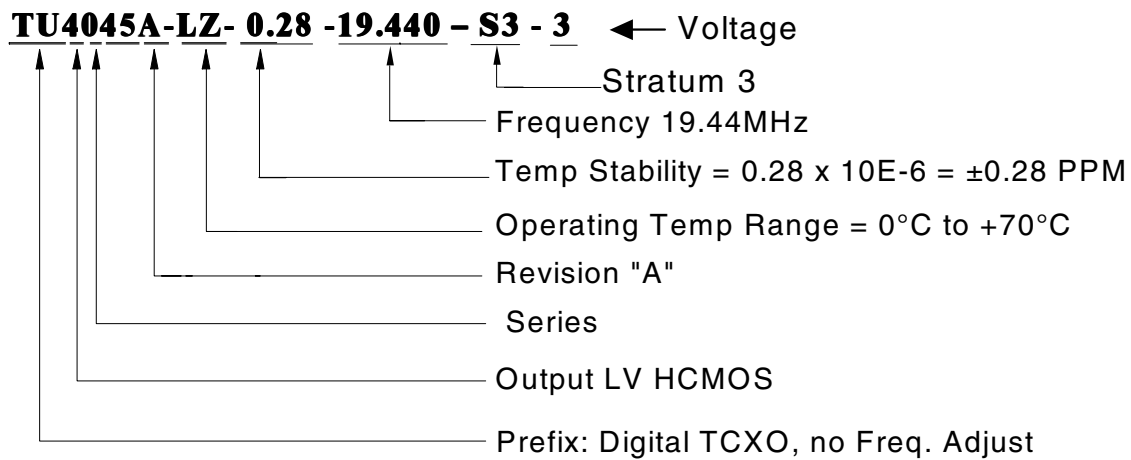 TU4045A-LZ- 0.28 -19.440 – S3 - 3 Voltage
Stratum 3
Frequency 19.44MHz
Temp Stability = 0.28 x 10E-6 = ±0.28 PPM
Operating Temp Range = 0°C to +70°C
Revision "A"
Series
Output LV HCMOS
Prefix: Digital TCXO, no Freq. Adjust